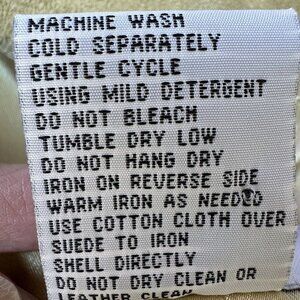 MACHINE WASH
COLD SEPARATELY
GENTLE CYCLE
USING MILD DETERGENT
DO NOT BLEACH
TUMBLE DRY LOW
DO NOT HANG DRY
IRON ON REVERSE SIDE
WARM IRON AS NEEDED
USE COTTON CLOTH OVER
SUEDE TO IRON
SHELL DIRECTLY
DO NOT DRY CLEAN OR
LEATHER CLEAN